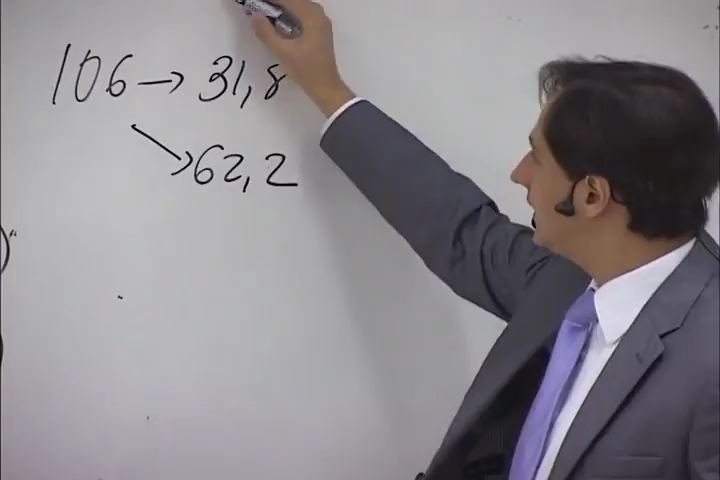 106 → 31,8
→ 62,2